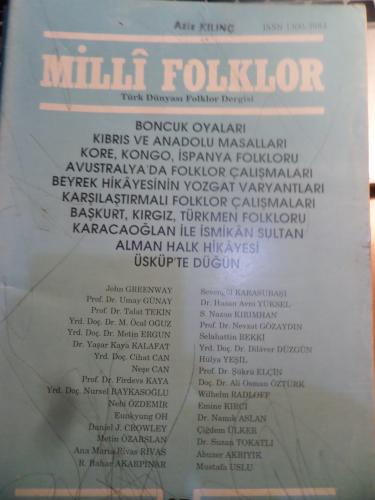 Aziz KILINÇ
ISSN 1300-3984
MİLLÎ FOLKLOR
Türk Dünyası Folklor Dergisi
BONCUK OYALARI
KIBRIS VE ANADOLU MASALLARI
KORE, KONGO, İSPANYA FOLKLORU
AVUSTRALYA'DA FOLKLOR ÇALIŞMALARI
BEYREK HİKÂYESİNİN YOZGAT VARYANTLARI
KARŞILAŞTIRMALI FOLKLOR ÇALIŞMALARI
BAŞKURT, KIRGIZ, TÜRKMEN FOLKLORU
KARACAOĞLAN İLE İSMİKÂN SULTAN
ALMAN HALK HİKÂYESİ
ÜSKÜP'TE DÜĞÜN
John GREENWAY
Prof. Dr. Umay GÜNAY
Prof. Dr. Talat TEKİN
Yrd. Doç. Dr. M. Öcal OGUZ
Yrd. Doç. Dr. Metin ERGUN
Dr. Yaşar Kaya KALAFAT
Yrd. Doç. Cihat CAN
Neşe CAN
Prof. Dr. Firdevs KAYA
Yrd. Doç. Nursel BAYKASOĞLU
Nebi ÖZDEMİR
Eunkyung OH
Daniel J. CROWLEY
Metin ÖZARSLAN
Ana Maria Rivas RIVAS
R. Bahar AKARPINAR
Sevengül KARASUBAŞI
Dr. Hasan Avni YÜKSEL
S. Nazan KIRIMHAN
Prof. Dr. Nevzat GÖZAYDIN
Selahattin BEKKİ
Yrd. Doç. Dr. Dilaver DÜZGÜN
Hülya YEŞİL
Prof. Dr. Şükrü ELÇİN
Doç. Dr. Ali Osman ÖZTÜRK
Wilhelm RADLOFF
Emine KIRCI
Dr. Namık ASLAN
Çiğdem ÜLKER
Dr. Suzan TOKATLI
Abuzer AKBIYIK
Mustafa USLU